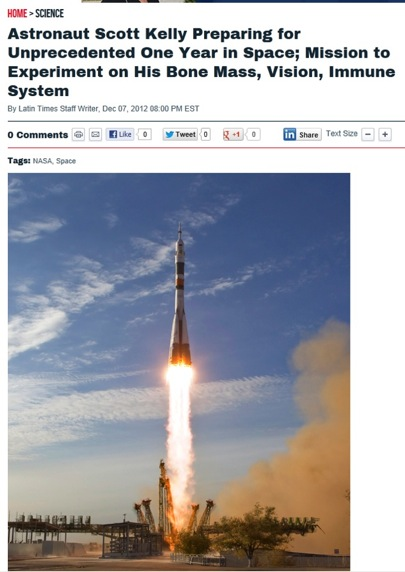 HOME > SCIENCE
Astronaut Scott Kelly Preparing for
Unprecedented One Year in Space; Mission to
Experiment on His Bone Mass, Vision, Immune
System
By Latin Times Staff Writer, Dec 07, 2012 08:00 PM EST
0 Comments Like 0 Tweet 0 +1 0 in Share Text Size − +
Tags: NASA, Space